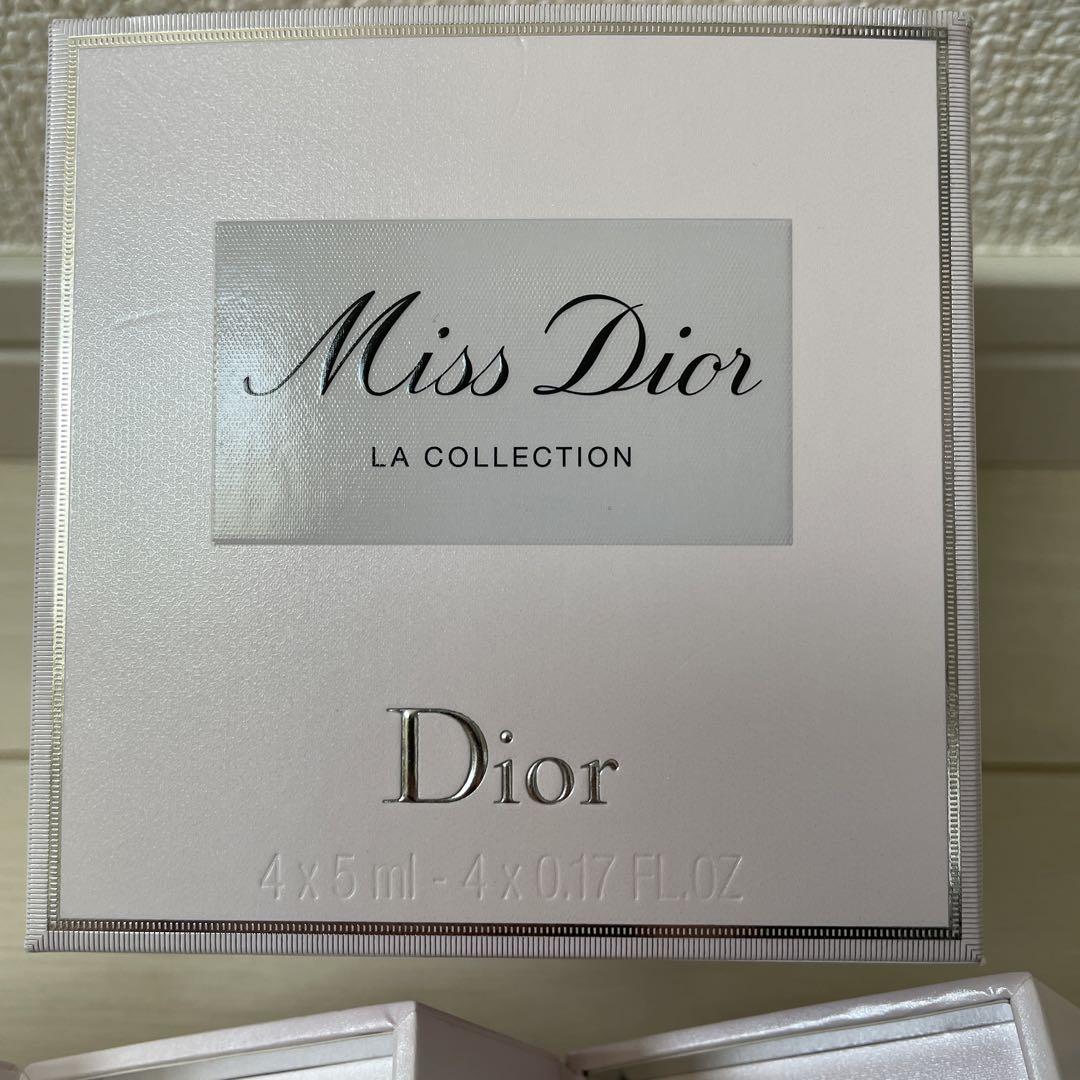 Miss Dior
LA COLLECTION
Dior
4 x 5 ml - 4 x 0.17 FL.OZ